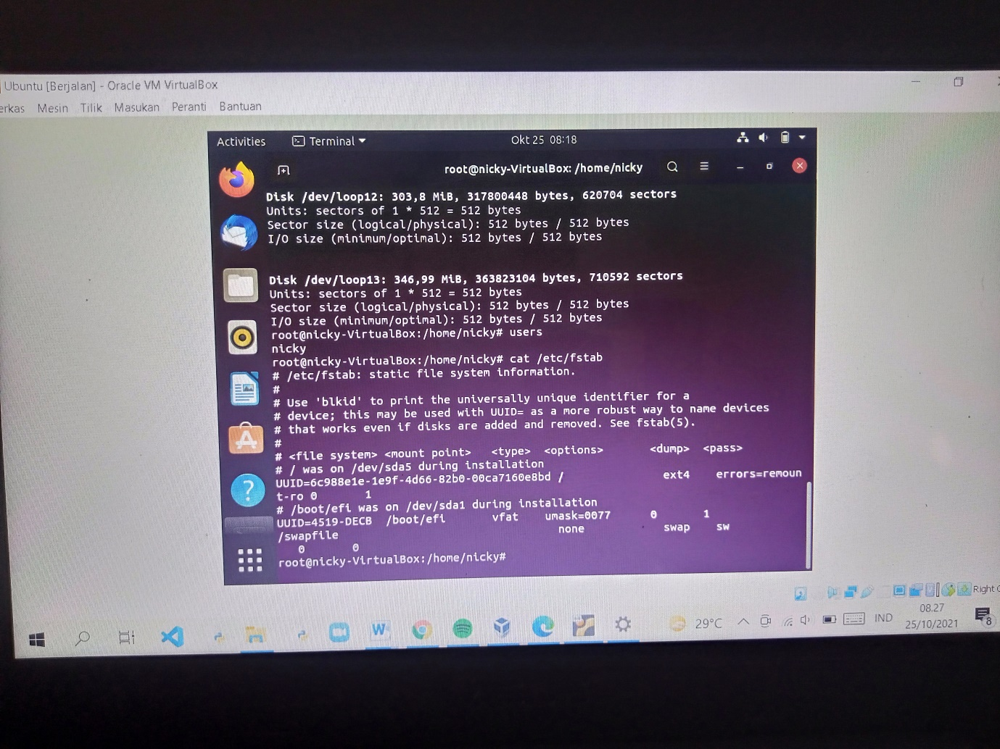 Ubuntu [Berjalan] - Oracle VM VirtualBox
erkas Mesin Tilik Masukan Peranti Bantuan
Activities Terminal Okt 25 08:18
root@nicky-VirtualBox: /home/nicky
Disk /dev/loop12: 303,8 MiB, 317800448 bytes, 620704 sectors
Units: sectors of 1 * 512 = 512 bytes
Sector size (logical/physical): 512 bytes / 512 bytes
I/O size (minimum/optimal): 512 bytes / 512 bytes
Disk /dev/loop13: 346,99 MiB, 363823104 bytes, 710592 sectors
Units: sectors of 1 * 512 = 512 bytes
Sector size (logical/physical): 512 bytes / 512 bytes
I/O size (minimum/optimal): 512 bytes / 512 bytes
root@nicky-VirtualBox:/home/nicky# users
nicky
root@nicky-VirtualBox:/home/nicky# cat /etc/fstab
# /etc/fstab: static file system information.
#
# Use 'blkid' to print the universally unique identifier for a
# device; this may be used with UUID= as a more robust way to name devices
# that works even if disks are added and removed. See fstab(5).
#
# <file system> <mount point> <type> <options> <dump> <pass>
# / was on /dev/sda5 during installation
UUID=6c988e1e-1e9f-4d66-82b0-00ca7160e8bd / ext4 errors=remoun
t-ro 0 1
# /boot/efi was on /dev/sda1 during installation
UUID=4519-DECB /boot/efi vfat umask=0077 0 1
/swapfile none swap sw
0 0
root@nicky-VirtualBox:/home/nicky#
Right C
29°C IND 08.27
25/10/2021
8